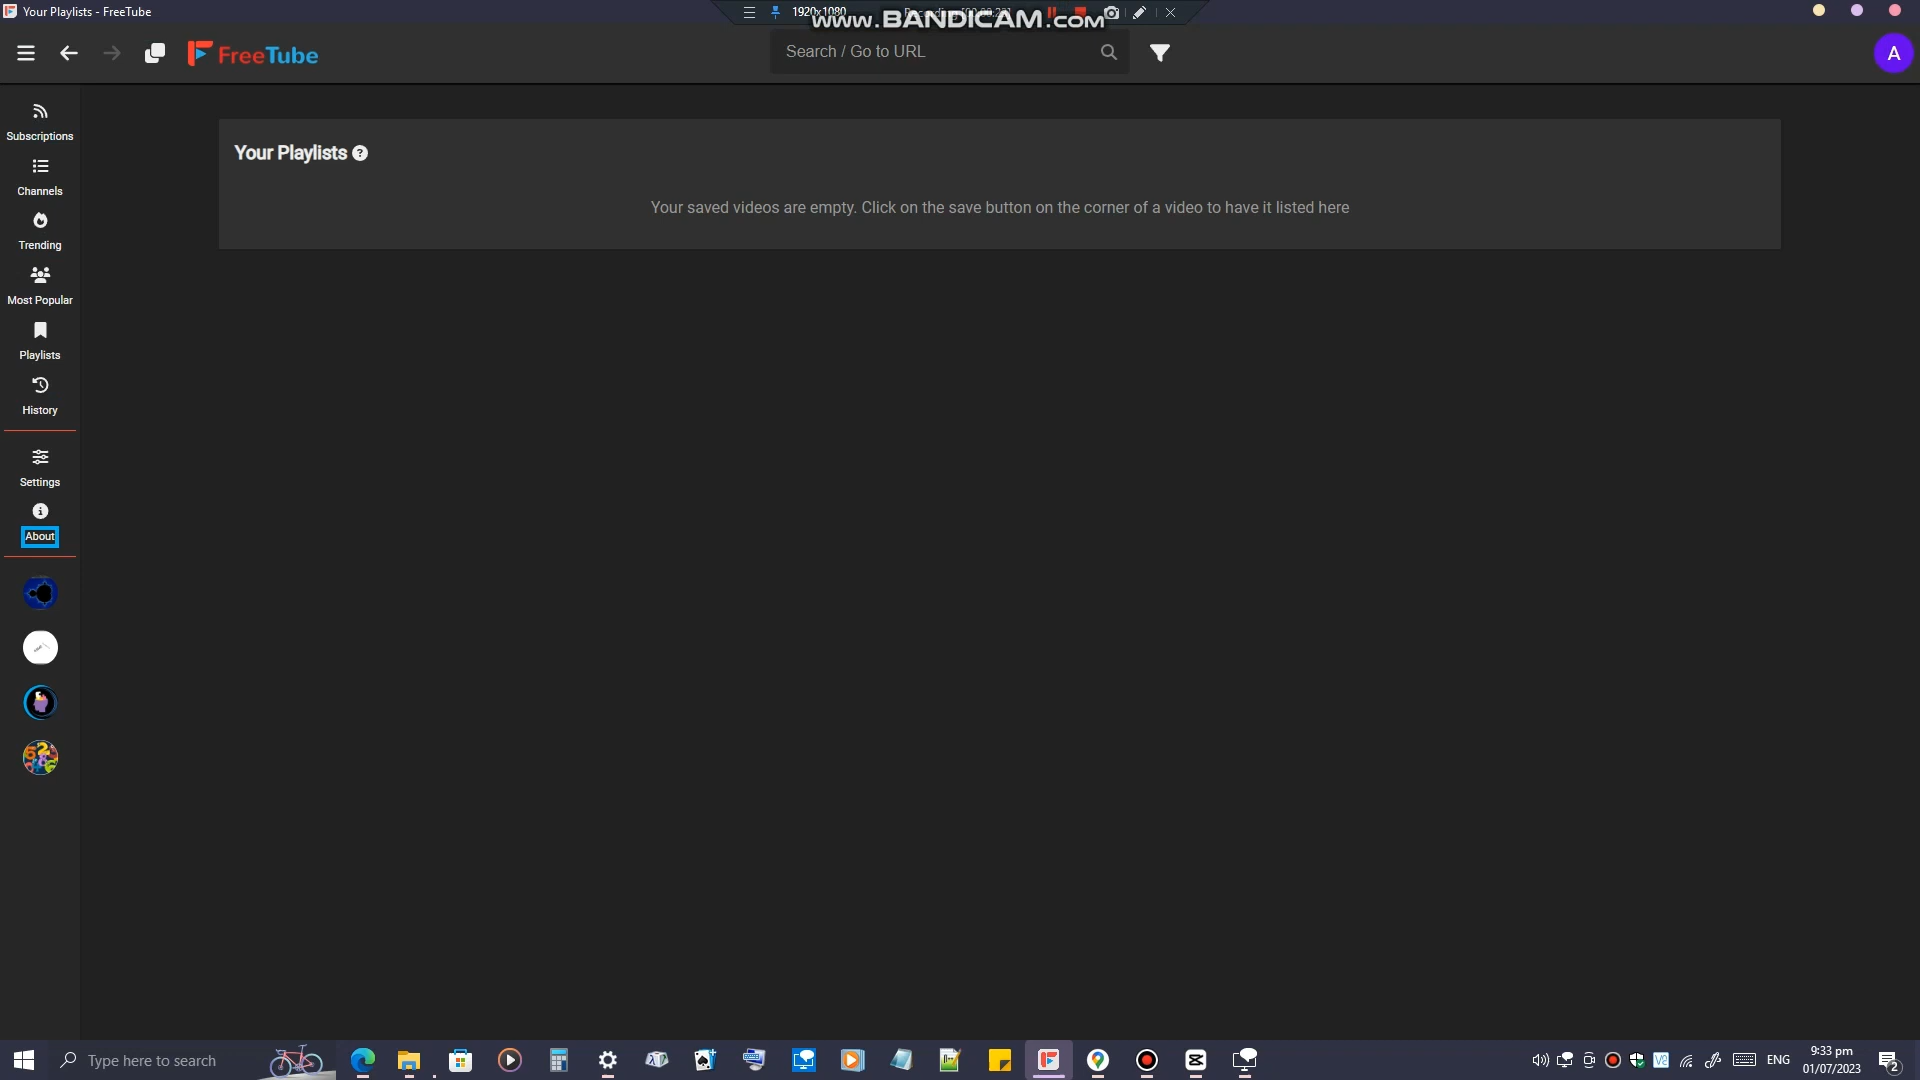 Your Playlists - FreeTube
1920x1080
www.BANDICAM.com
FreeTube
Search / Go to URL
A
Subscriptions
Channels
Trending
Most Popular
Playlists
History
Settings
About
Your Playlists
Your saved videos are empty. Click on the save button on the corner of a video to have it listed here
Type here to search
ENG
9:33 pm
01/07/2023
2